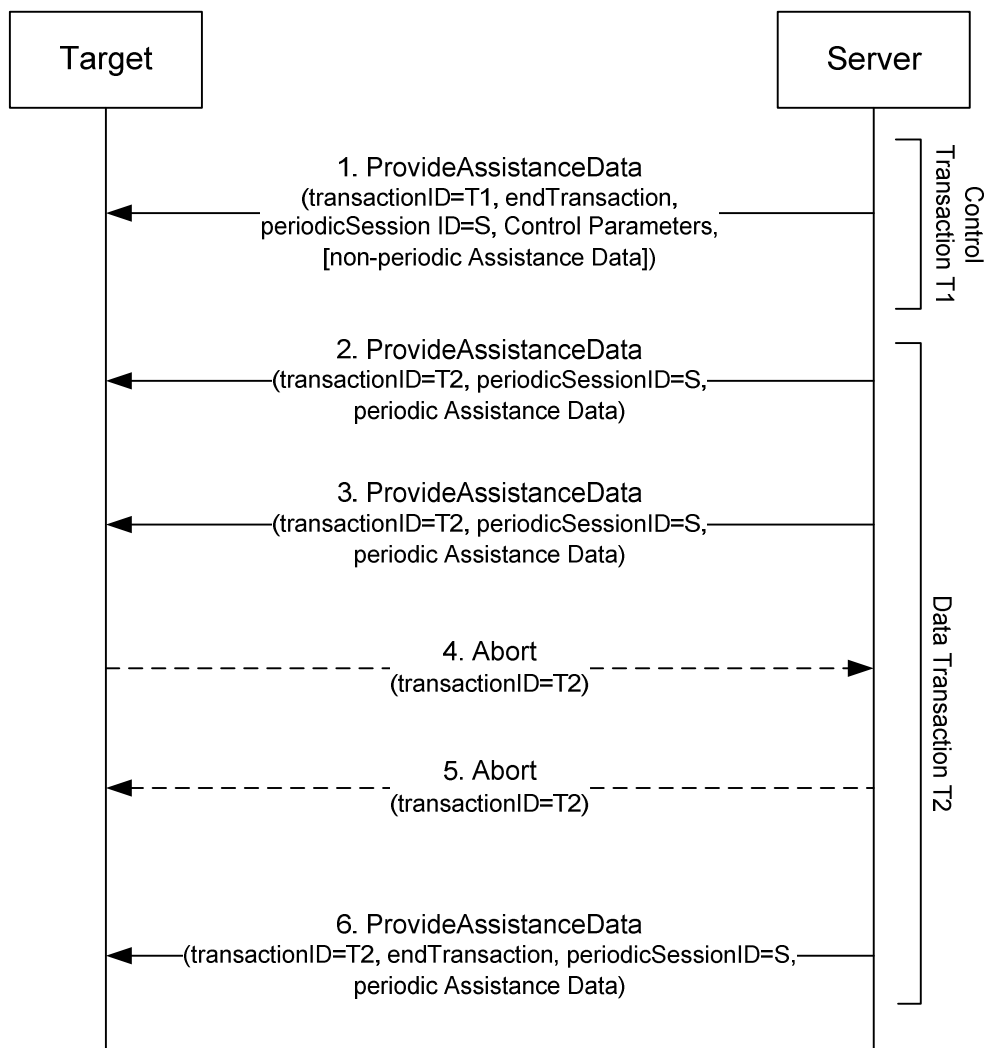 Target
Server
1. ProvideAssistanceData
(transactionID=T1, endTransaction,
periodicSession ID=S, Control Parameters,
[non-periodic Assistance Data])
Control
Transaction T1
2. ProvideAssistanceData
(transactionID=T2, periodicSessionID=S,
periodic Assistance Data)
3. ProvideAssistanceData
(transactionID=T2, periodicSessionID=S,
periodic Assistance Data)
4. Abort
(transactionID=T2)
5. Abort
(transactionID=T2)
Data Transaction T2
6. ProvideAssistanceData
(transactionID=T2, endTransaction, periodicSessionID=S,
periodic Assistance Data)